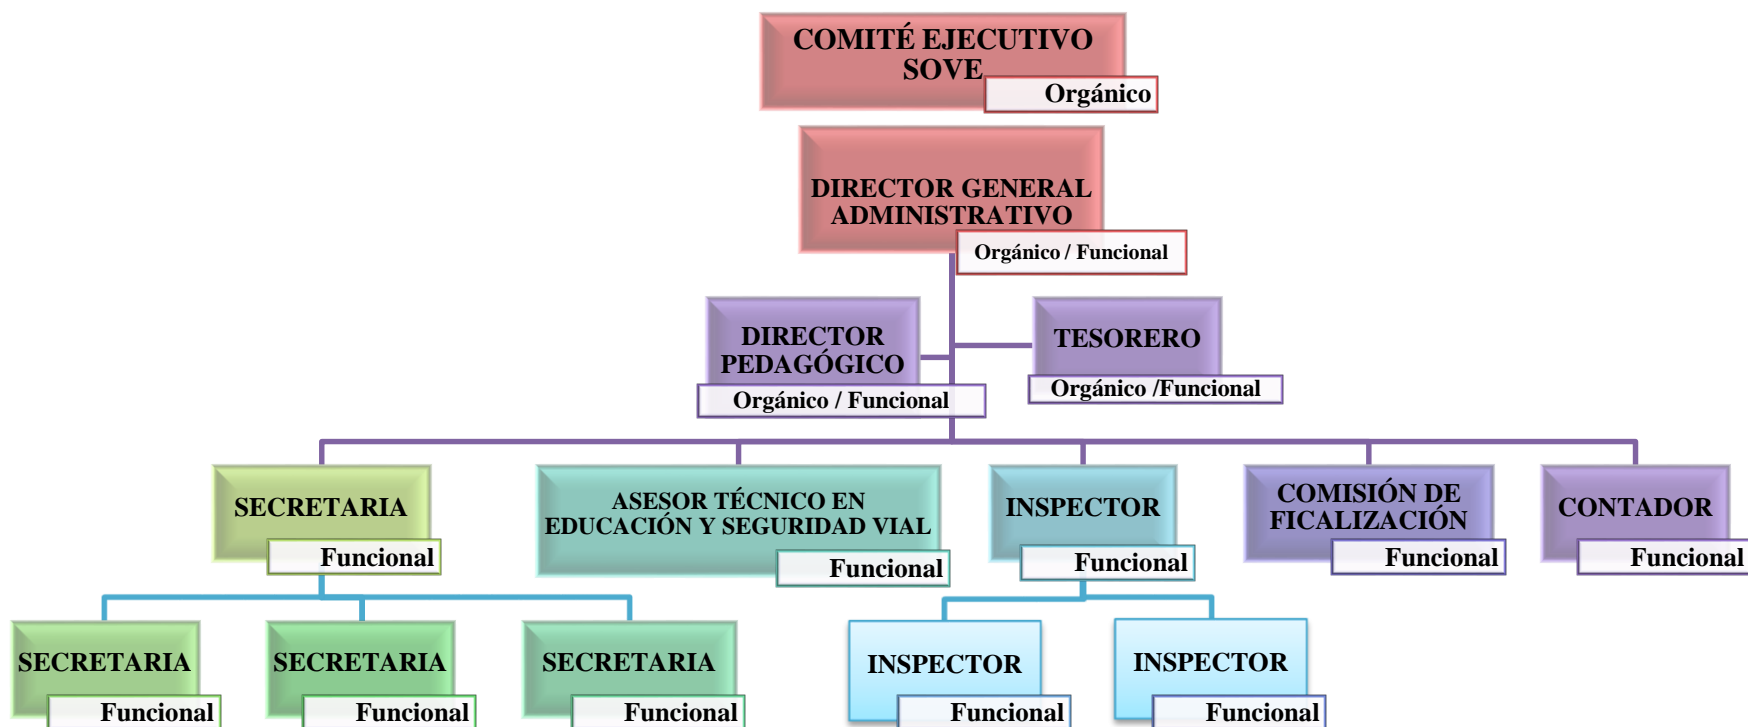 COMITÉ EJECUTIVO
SOVE
Orgánico
DIRECTOR GENERAL
ADMINISTRATIVO
Orgánico / Funcional
DIRECTOR
PEDAGÓGICO
Orgánico / Funcional
TESORERO
Orgánico /Funcional
SECRETARIA
Funcional
ASESOR TÉCNICO EN
EDUCACIÓN Y SEGURIDAD VIAL
Funcional
INSPECTOR
Funcional
COMISIÓN DE
FICALIZACIÓN
Funcional
CONTADOR
Funcional
SECRETARIA
Funcional
SECRETARIA
Funcional
SECRETARIA
Funcional
INSPECTOR
Funcional
INSPECTOR
Funcional